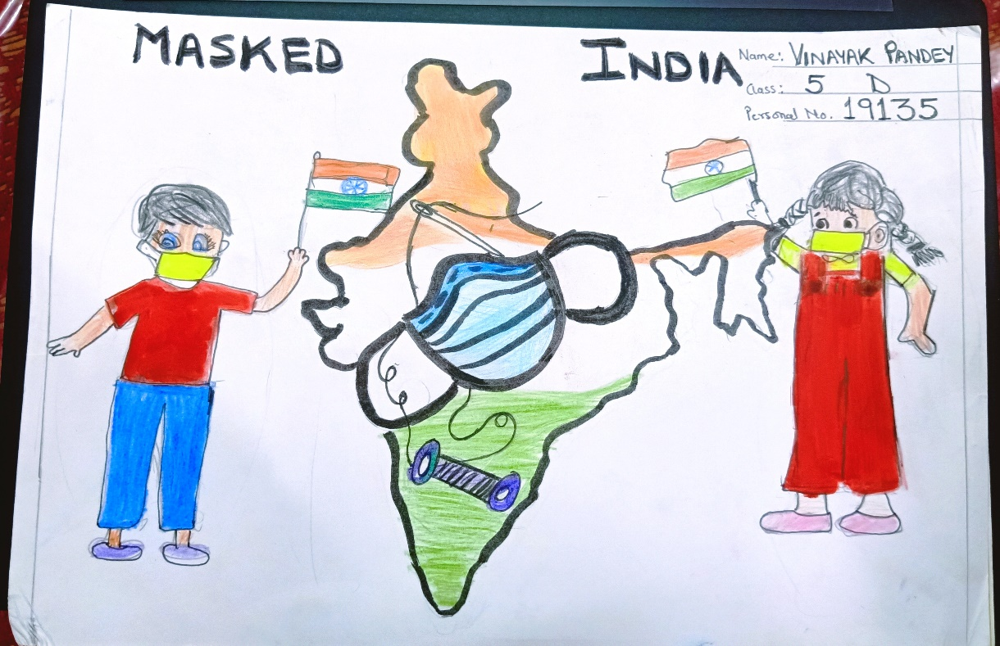 MASKED INDIA
Name: VINAYAK PANDEY
Class: 5 D
Personal No. 19135